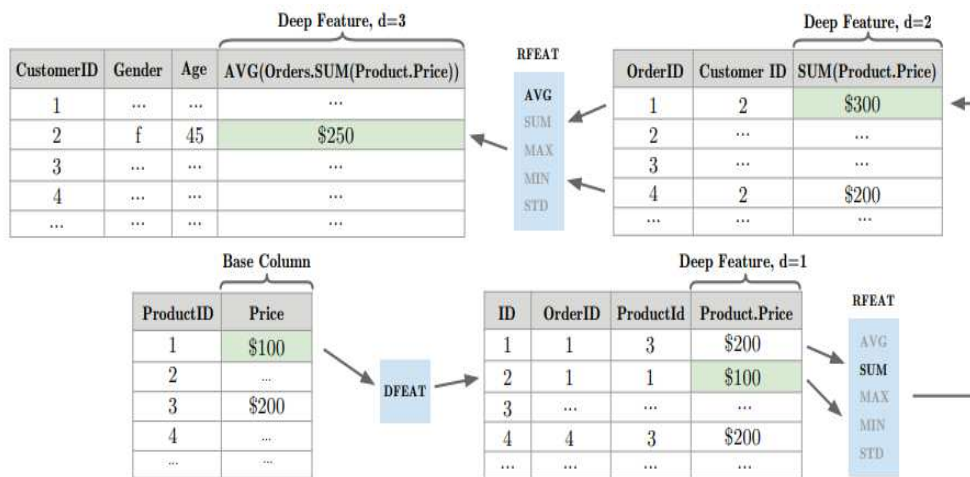 Deep Feature, d=3
CustomerID Gender Age AVG(Orders.SUM(Product.Price))
1 ... ... ...
2 f 45 $250
3 ... ... ...
4 ... ... ...
... ... ... ...
RFEAT
AVG
SUM
MAX
MIN
STD
Deep Feature, d=2
OrderID Customer ID SUM(Product.Price)
1 2 $300
2 ... ...
3 ... ...
4 2 $200
... ... ...
Base Column
ProductID Price
1 $100
2 ...
3 $200
4 ...
... ...
DFEAT
Deep Feature, d=1
ID OrderID ProductId Product.Price
1 1 3 $200
2 1 1 $100
3 ... ... ...
4 4 3 $200
... ... ... ...
RFEAT
AVG
SUM
MAX
MIN
STD